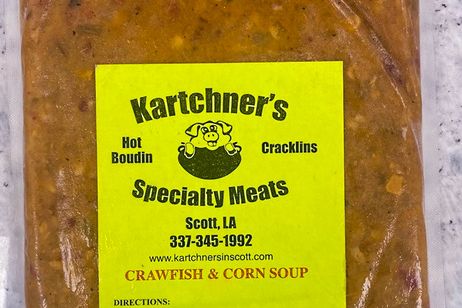 Kartchner's
Hot Boudin
Cracklins
Specialty Meats
Scott, LA
337-345-1992
www.kartchnersinscott.com
CRAWFISH & CORN SOUP
DIRECTIONS: